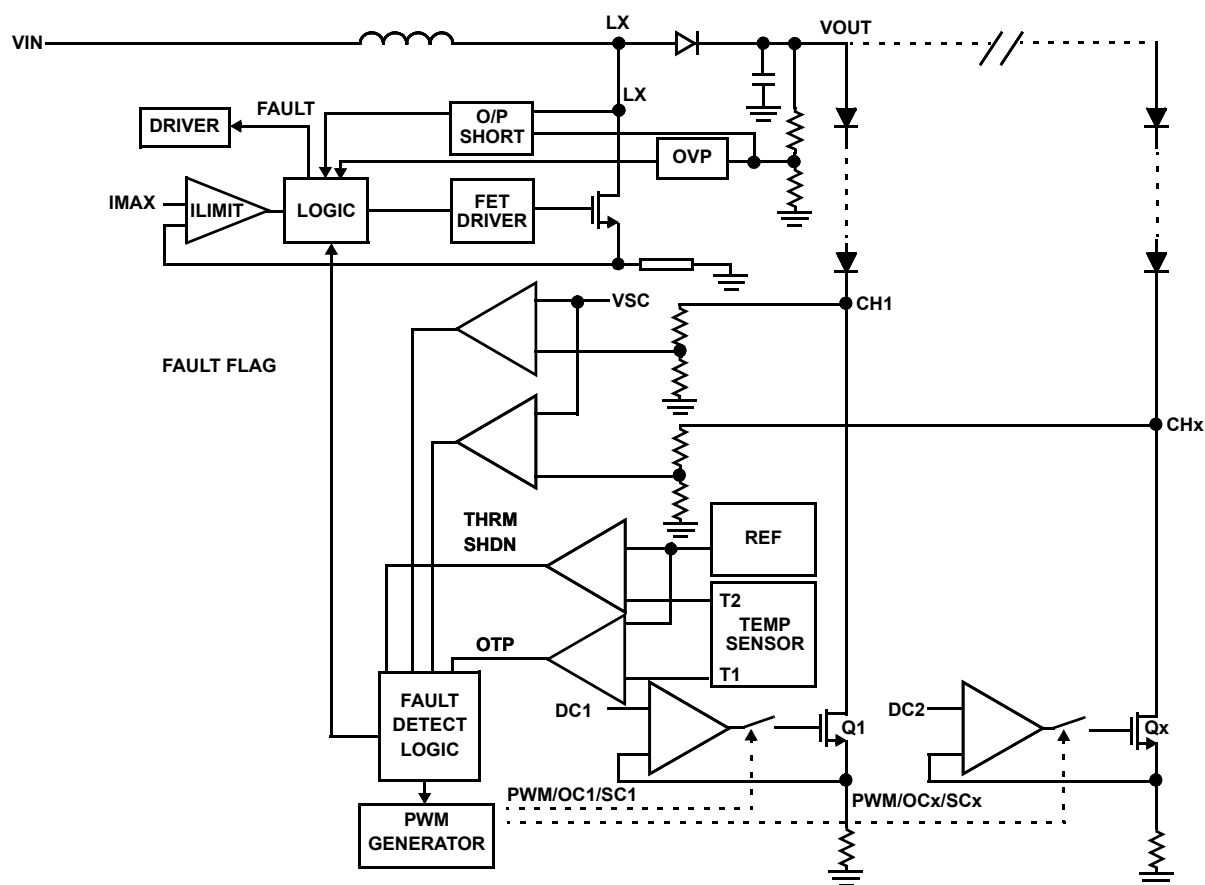 LX
VOUT
VIN
LX
FAULT
DRIVER
O/P
SHORT
OVP
IMAX
ILIMIT
LOGIC
FET
DRIVER
VSC
CH1
FAULT FLAG
CHx
THRM
SHDN
REF
T2
TEMP
SENSOR
OTP
T1
FAULT
DETECT
LOGIC
DC1
Q1
DC2
Qx
PWM/OC1/SC1
PWM/OCx/SCx
PWM
GENERATOR